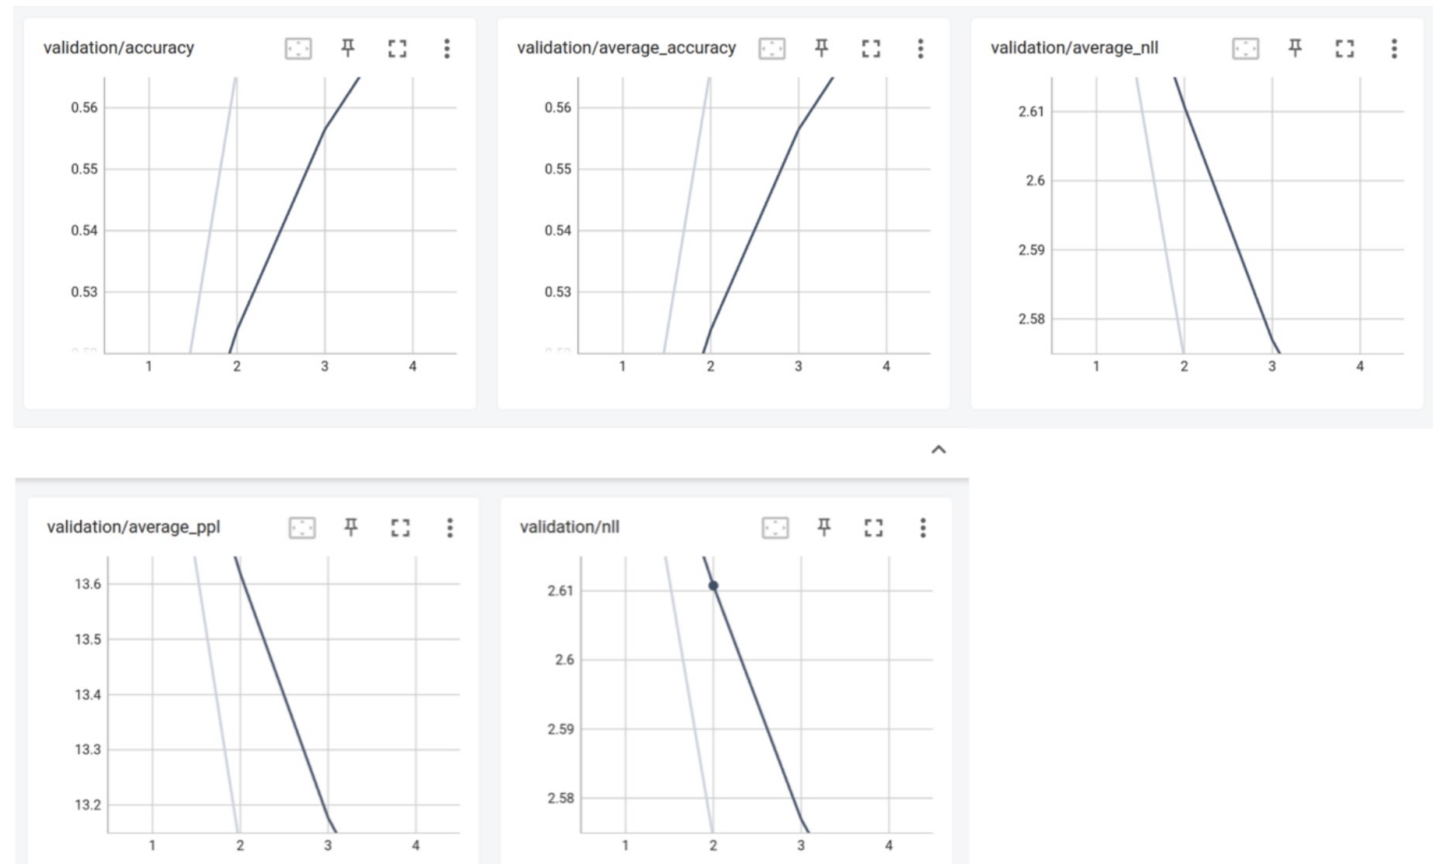 validation/accuracy
0.56
0.55
0.54
0.53
1 2 3 4
validation/average_accuracy
0.56
0.55
0.54
0.53
1 2 3 4
validation/average_nll
2.61
2.6
2.59
2.58
1 2 3 4
validation/average_ppl
13.6
13.5
13.4
13.3
13.2
1 2 3 4
validation/nll
2.61
2.6
2.59
2.58
1 2 3 4